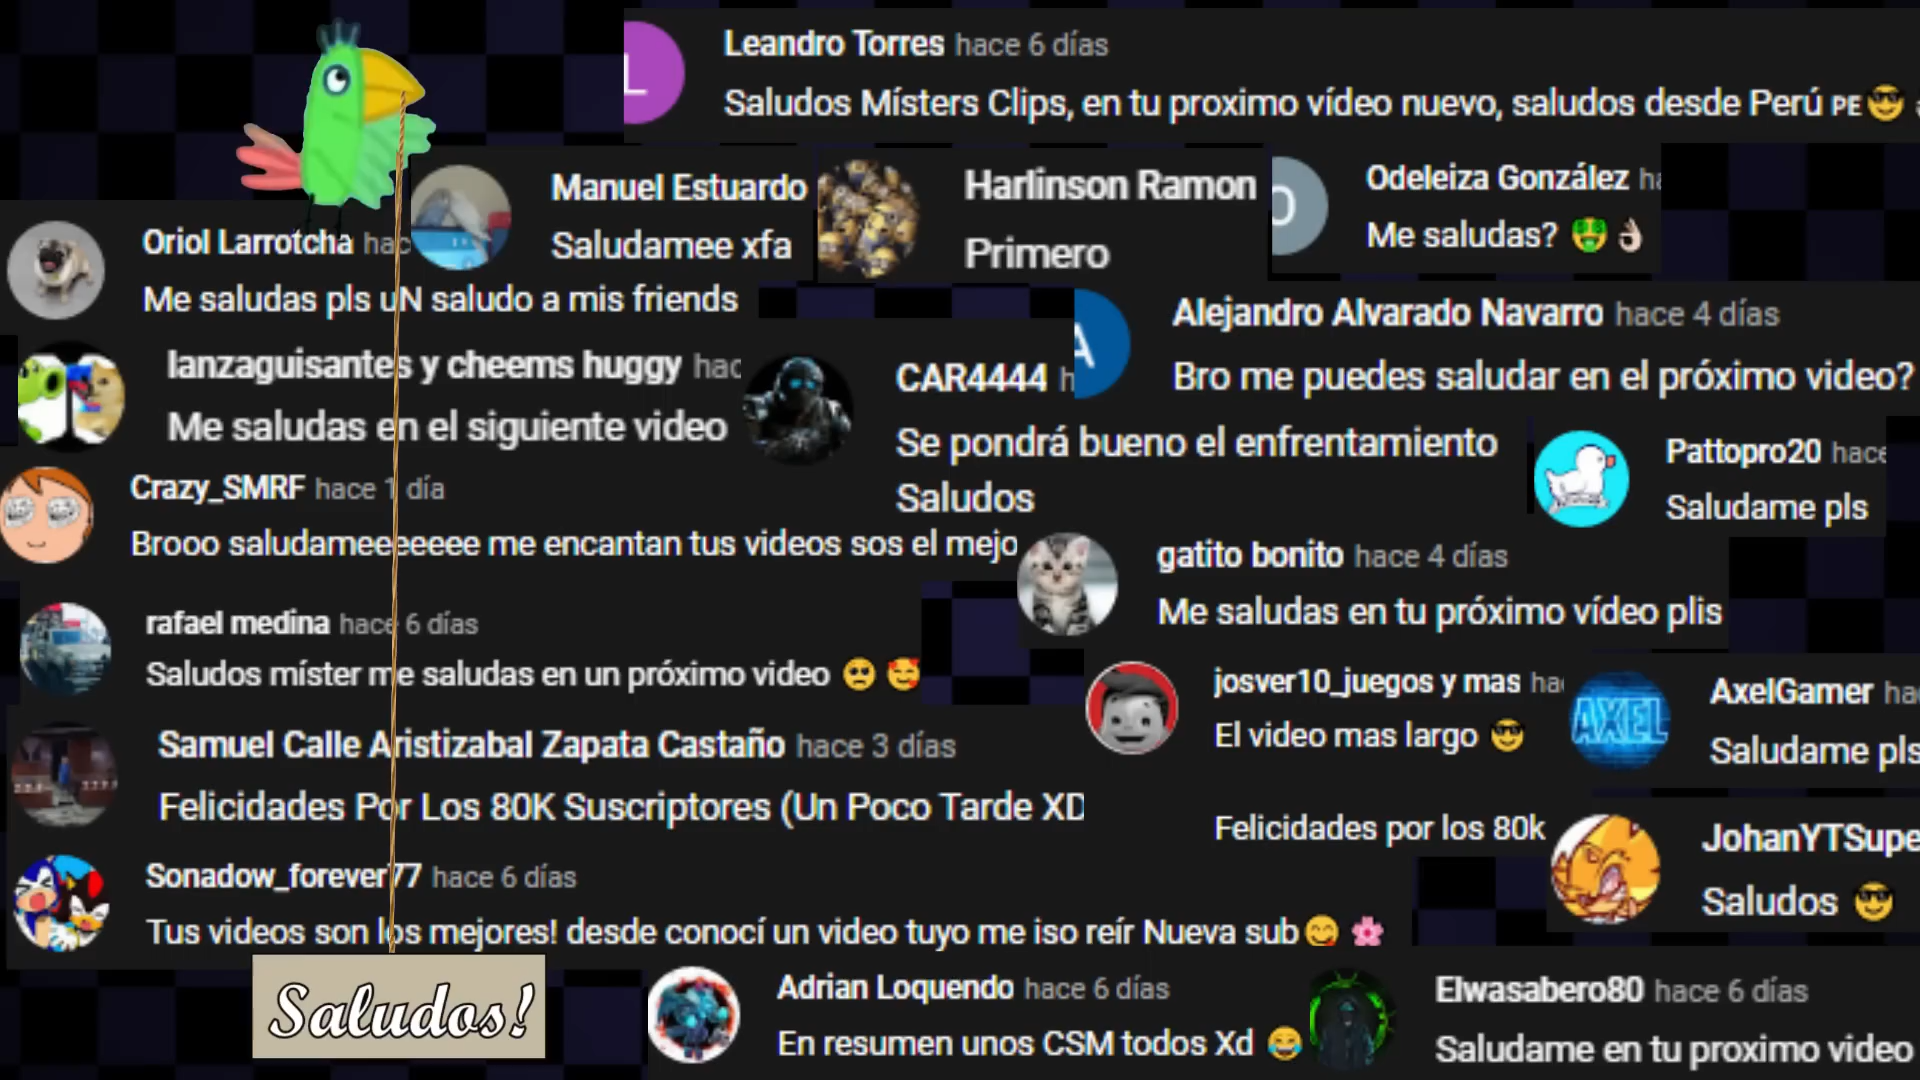 Leandro Torres hace 6 días
Saludos Místers Clips, en tu proximo vídeo nuevo, saludos desde Perú PE😎
Manuel Estuardo
Saludamee xfa
Harlinson Ramon
Primero
Odeleiza González
Me saludas? 🤑👌🏻
Oriol Larrotcha hac
Me saludas pls uN saludo a mis friends
Alejandro Alvarado Navarro hace 4 días
Bro me puedes saludar en el próximo video?
lanzaguisantes y cheems huggy hac
Me saludas en el siguiente video
CAR4444 h
Se pondrá bueno el enfrentamiento
Saludos
Pattopro20 hace
Saludame pls
Crazy_SMRF hace 1 día
Brooo saludameeeeeee me encantan tus videos sos el mejo
gatito bonito hace 4 días
Me saludas en tu próximo vídeo plis
rafael medina hace 6 días
Saludos míster me saludas en un próximo video 🥺 🥰
josver10_juegos y mas ha
El video mas largo 😎
Felicidades por los 80k
AXEL
AxelGamer ha
Saludame pls
Samuel Calle Aristizabal Zapata Castaño hace 3 días
Felicidades Por Los 80K Suscriptores (Un Poco Tarde XD
JohanYTSupe
Saludos 😎
Sonadow_forever77 hace 6 días
Tus videos son los mejores! desde conocí un video tuyo me iso reír Nueva sub😋 🌸
Saludos!
Adrian Loquendo hace 6 días
En resumen unos CSM todos Xd 😂
Elwasabero80 hace 6 días
Saludame en tu proximo video